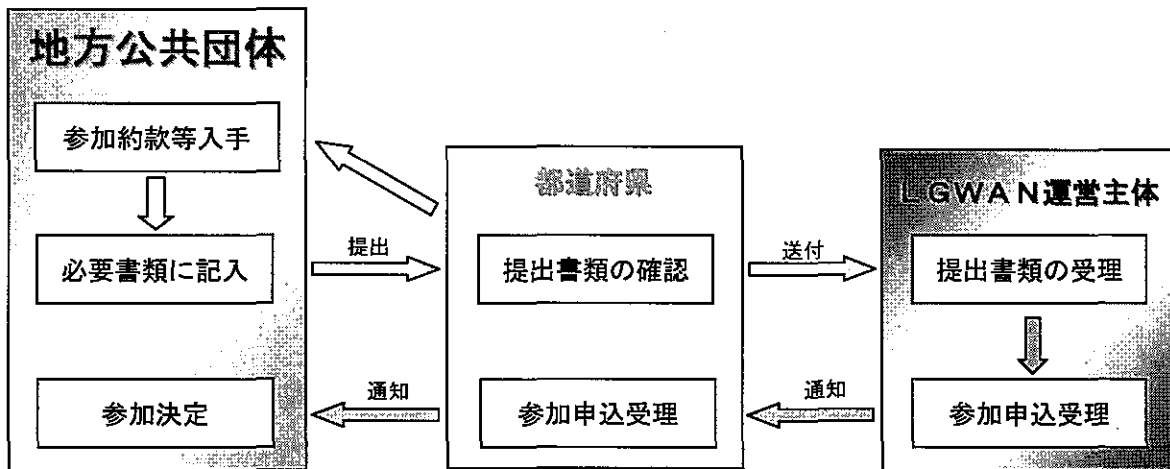 地方公共団体
参加約款等入手
必要書類に記入
参加決定
提出
通知
都道府県
提出書類の確認
参加申込受理
送付
通知
LGWAN運営主体
提出書類の受理
参加申込受理